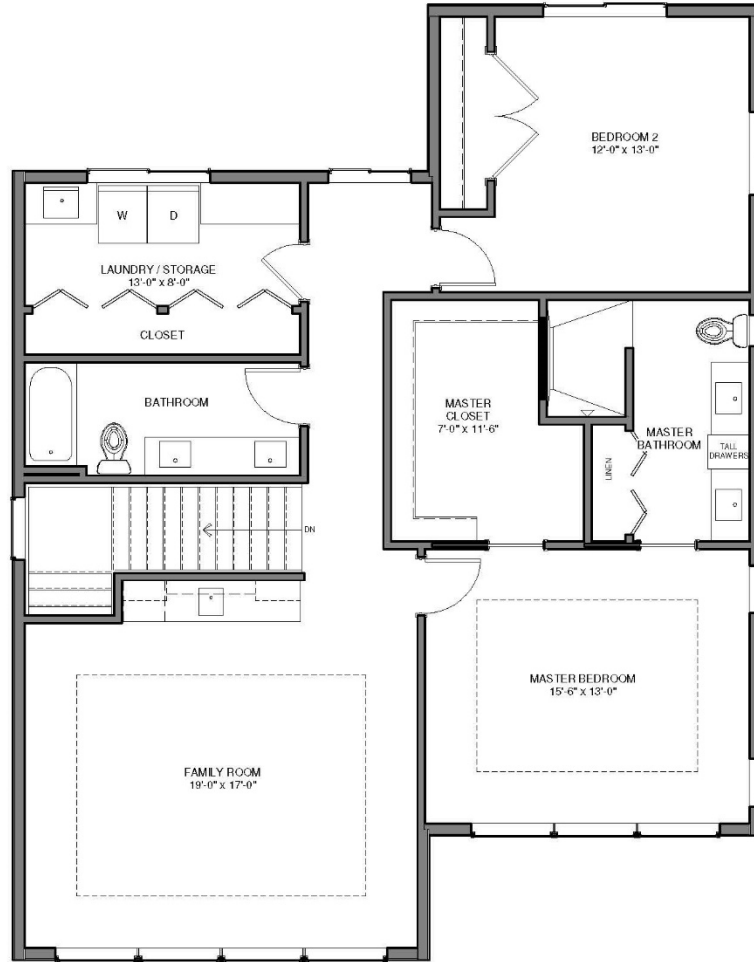 BEDROOM 2
12'-0" x 13'-0"
W
D
LAUNDRY / STORAGE
13'-0" x 8'-0"
CLOSET
BATHROOM
MASTER
CLOSET
7'-0" x 11'-6"
MASTER
BATHROOM
TALL
DRAWERS
LINEN
DN
MASTER BEDROOM
15'-6" x 13'-0"
FAMILY ROOM
19'-0" x 17'-0"